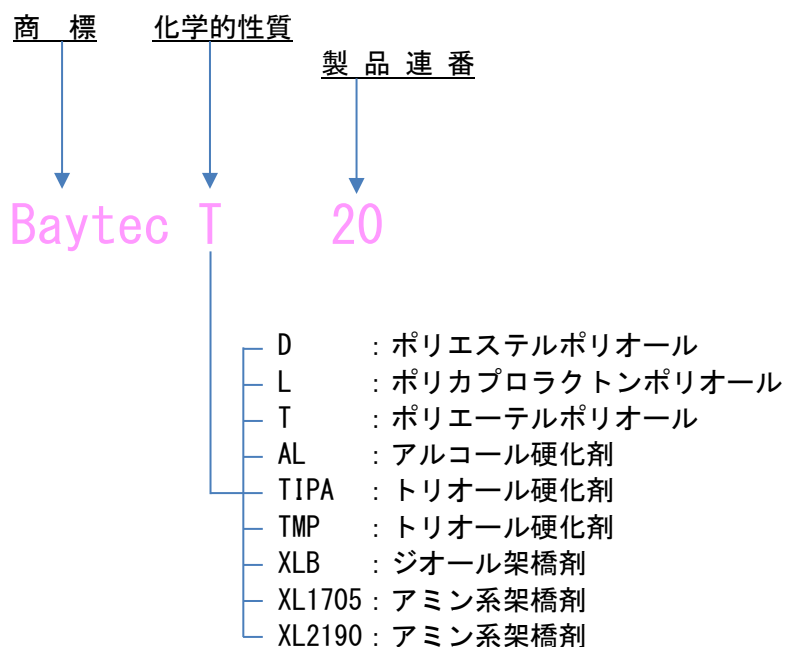 商 標 化学的性質
製 品 連 番
Baytec T 20
D : ポリエステルポリオール
L : ポリカプロラクトンポリオール
T : ポリエーテルポリオール
AL : アルコール硬化剤
TIPA : トリオール硬化剤
TMP : トリオール硬化剤
XLB : ジオール架橋剤
XL1705 : アミン系架橋剤
XL2190 : アミン系架橋剤